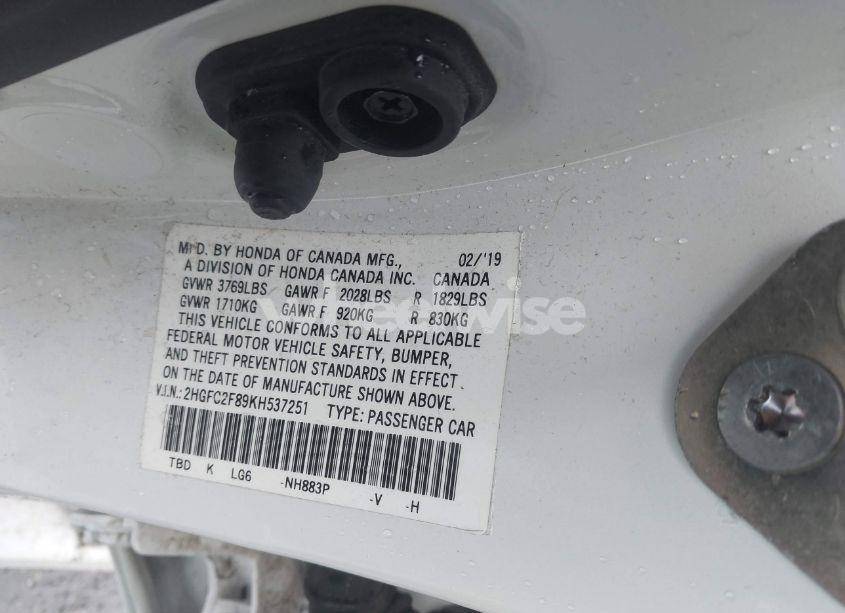 MFD. BY HONDA OF CANADA MFG., 02/'19
A DIVISION OF HONDA CANADA INC. CANADA
GVWR 3769LBS GAWR F 2028LBS R 1829LBS
GVWR 1710KG GAWR F 920KG R 830KG
THIS VEHICLE CONFORMS TO ALL APPLICABLE
FEDERAL MOTOR VEHICLE SAFETY, BUMPER,
AND THEFT PREVENTION STANDARDS IN EFFECT
ON THE DATE OF MANUFACTURE SHOWN ABOVE.
V.I.N.: 2HGFC2F89KH537251 TYPE: PASSENGER CAR
TBD K LG6 -NH883P -V -H